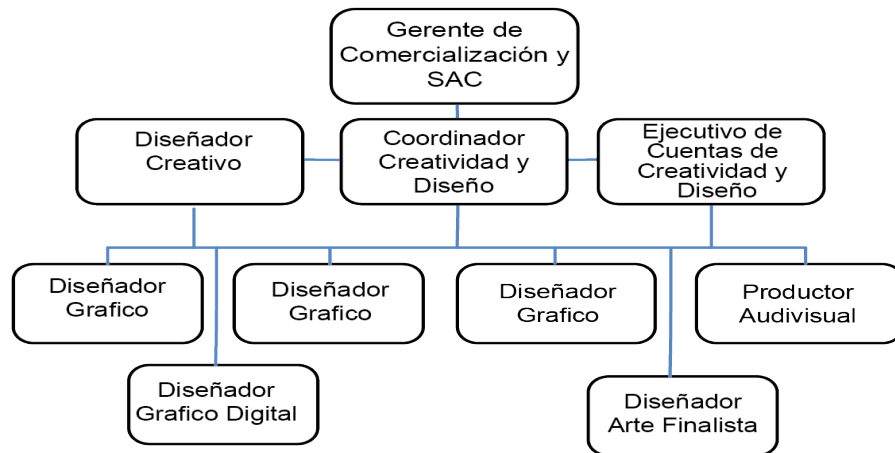 Gerente de
Comercialización y
SAC
Diseñador
Creativo
Coordinador
Creatividad y
Diseño
Ejecutivo de
Cuentas de
Creatividad y
Diseño
Diseñador
Grafico
Diseñador
Grafico
Diseñador
Grafico
Productor
Audivisual
Diseñador
Grafico Digital
Diseñador
Arte Finalista